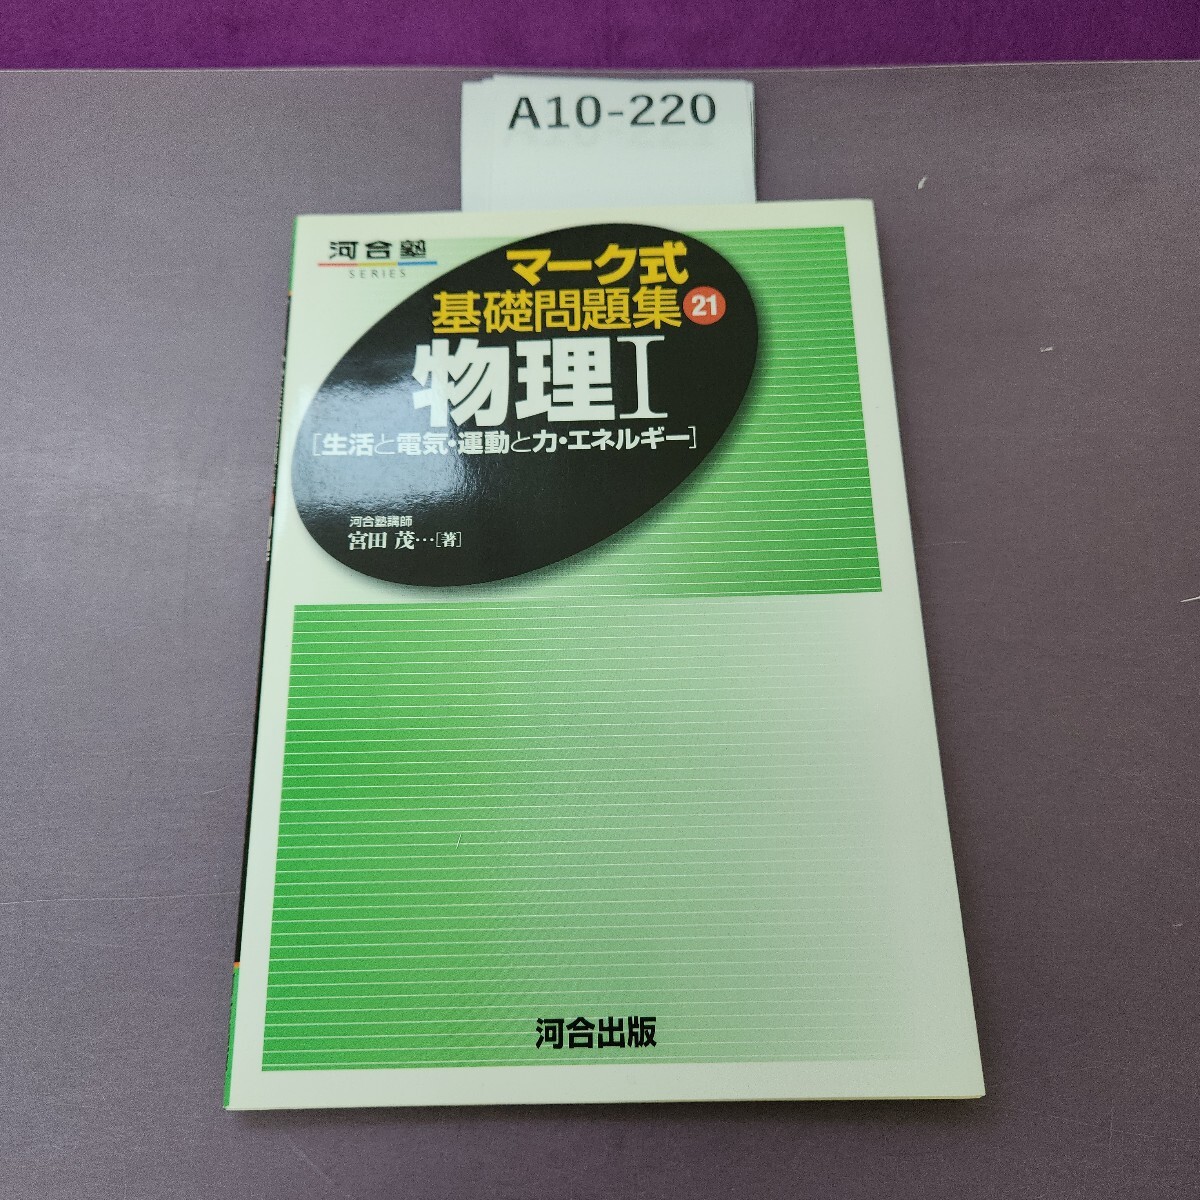 A10-220
河合塾
SERIES
マーク式
基礎問題集 21
物理I
[生活と電気・運動と力・エネルギー]
河合塾講師
宮田 茂…[著]
河合出版